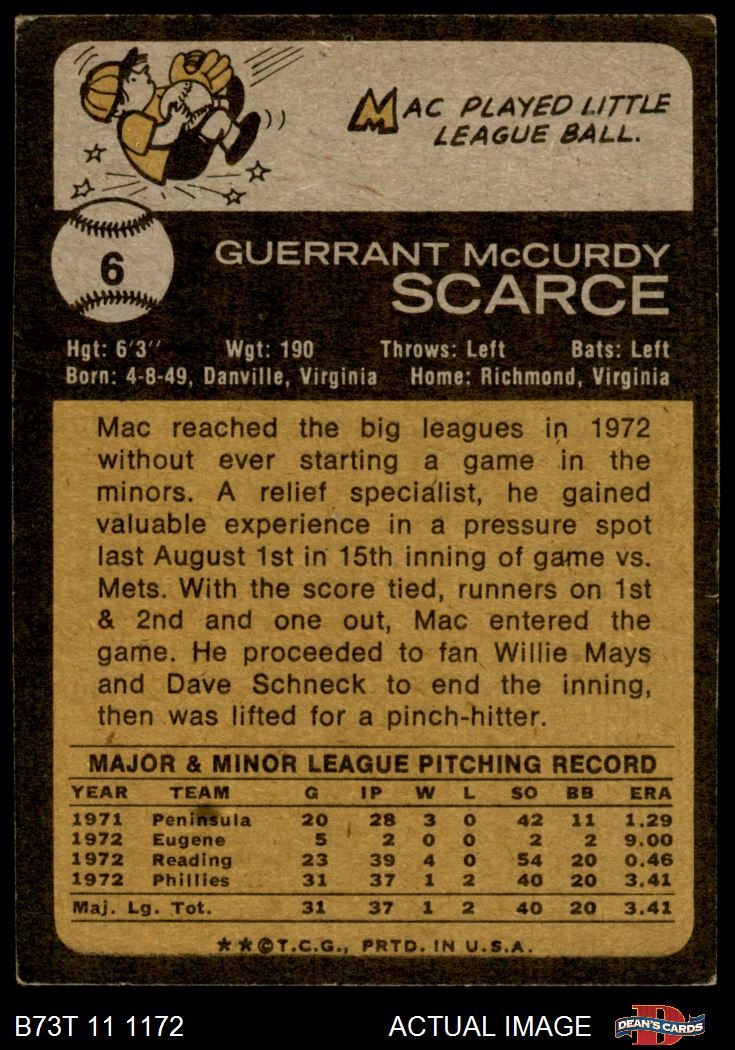 MAC PLAYED LITTLE
LEAGUE BALL.
6
GUERRANT McCURDY
SCARCE
Hgt: 6'3'' Wgt: 190 Throws: Left Bats: Left
Born: 4-8-49, Danville, Virginia Home: Richmond, Virginia
Mac reached the big leagues in 1972
without ever starting a game in the
minors. A relief specialist, he gained
valuable experience in a pressure spot
last August 1st in 15th inning of game vs.
Mets. With the score tied, runners on 1st
& 2nd and one out, Mac entered the
game. He proceeded to fan Willie Mays
and Dave Schneck to end the inning,
then was lifted for a pinch-hitter.
MAJOR & MINOR LEAGUE PITCHING RECORD
YEAR TEAM G IP W L SO BB ERA
1971 Peninsula 20 28 3 0 42 11 1.29
1972 Eugene 5 2 0 0 2 2 9.00
1972 Reading 23 39 4 0 54 20 0.46
1972 Phillies 31 37 1 2 40 20 3.41
Maj. Lg. Tot. 31 37 1 2 40 20 3.41
★★©T.C.G., PRTD. IN U.S.A.
B73T 11 1172 ACTUAL IMAGE DEAN'S CARDS